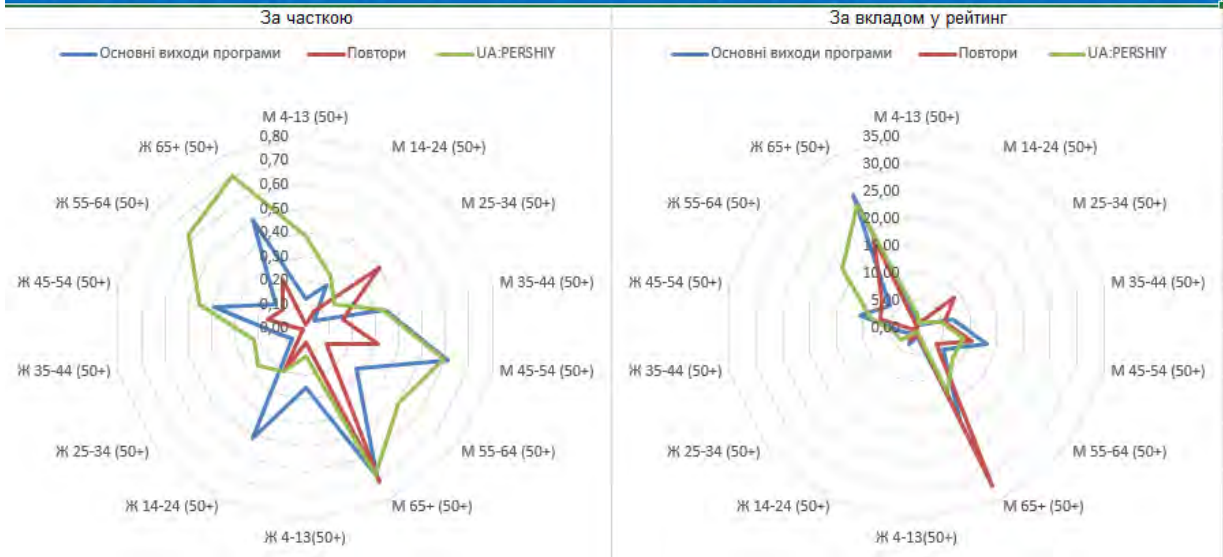 За часткою
Основні виходи програми
Повтори
UA:PERSHIY
М 4-13 (50+)
М 14-24 (50+)
М 25-34 (50+)
М 35-44 (50+)
М 45-54 (50+)
М 55-64 (50+)
М 65+ (50+)
Ж 4-13(50+)
Ж 14-24 (50+)
Ж 25-34 (50+)
Ж 35-44 (50+)
Ж 45-54 (50+)
Ж 55-64 (50+)
Ж 65+ (50+)
0,80
0,70
0,60
0,50
0,40
0,30
0,20
0,10
0,00
За вкладом у рейтинг
Основні виходи програми
Повтори
UA:PERSHIY
М 4-13 (50+)
М 14-24 (50+)
М 25-34 (50+)
М 35-44 (50+)
М 45-54 (50+)
М 55-64 (50+)
М 65+ (50+)
Ж 4-13(50+)
Ж 14-24 (50+)
Ж 25-34 (50+)
Ж 35-44 (50+)
Ж 45-54 (50+)
Ж 55-64 (50+)
Ж 65+ (50+)
35,00
30,00
25,00
20,00
15,00
10,00
5,00
0,00